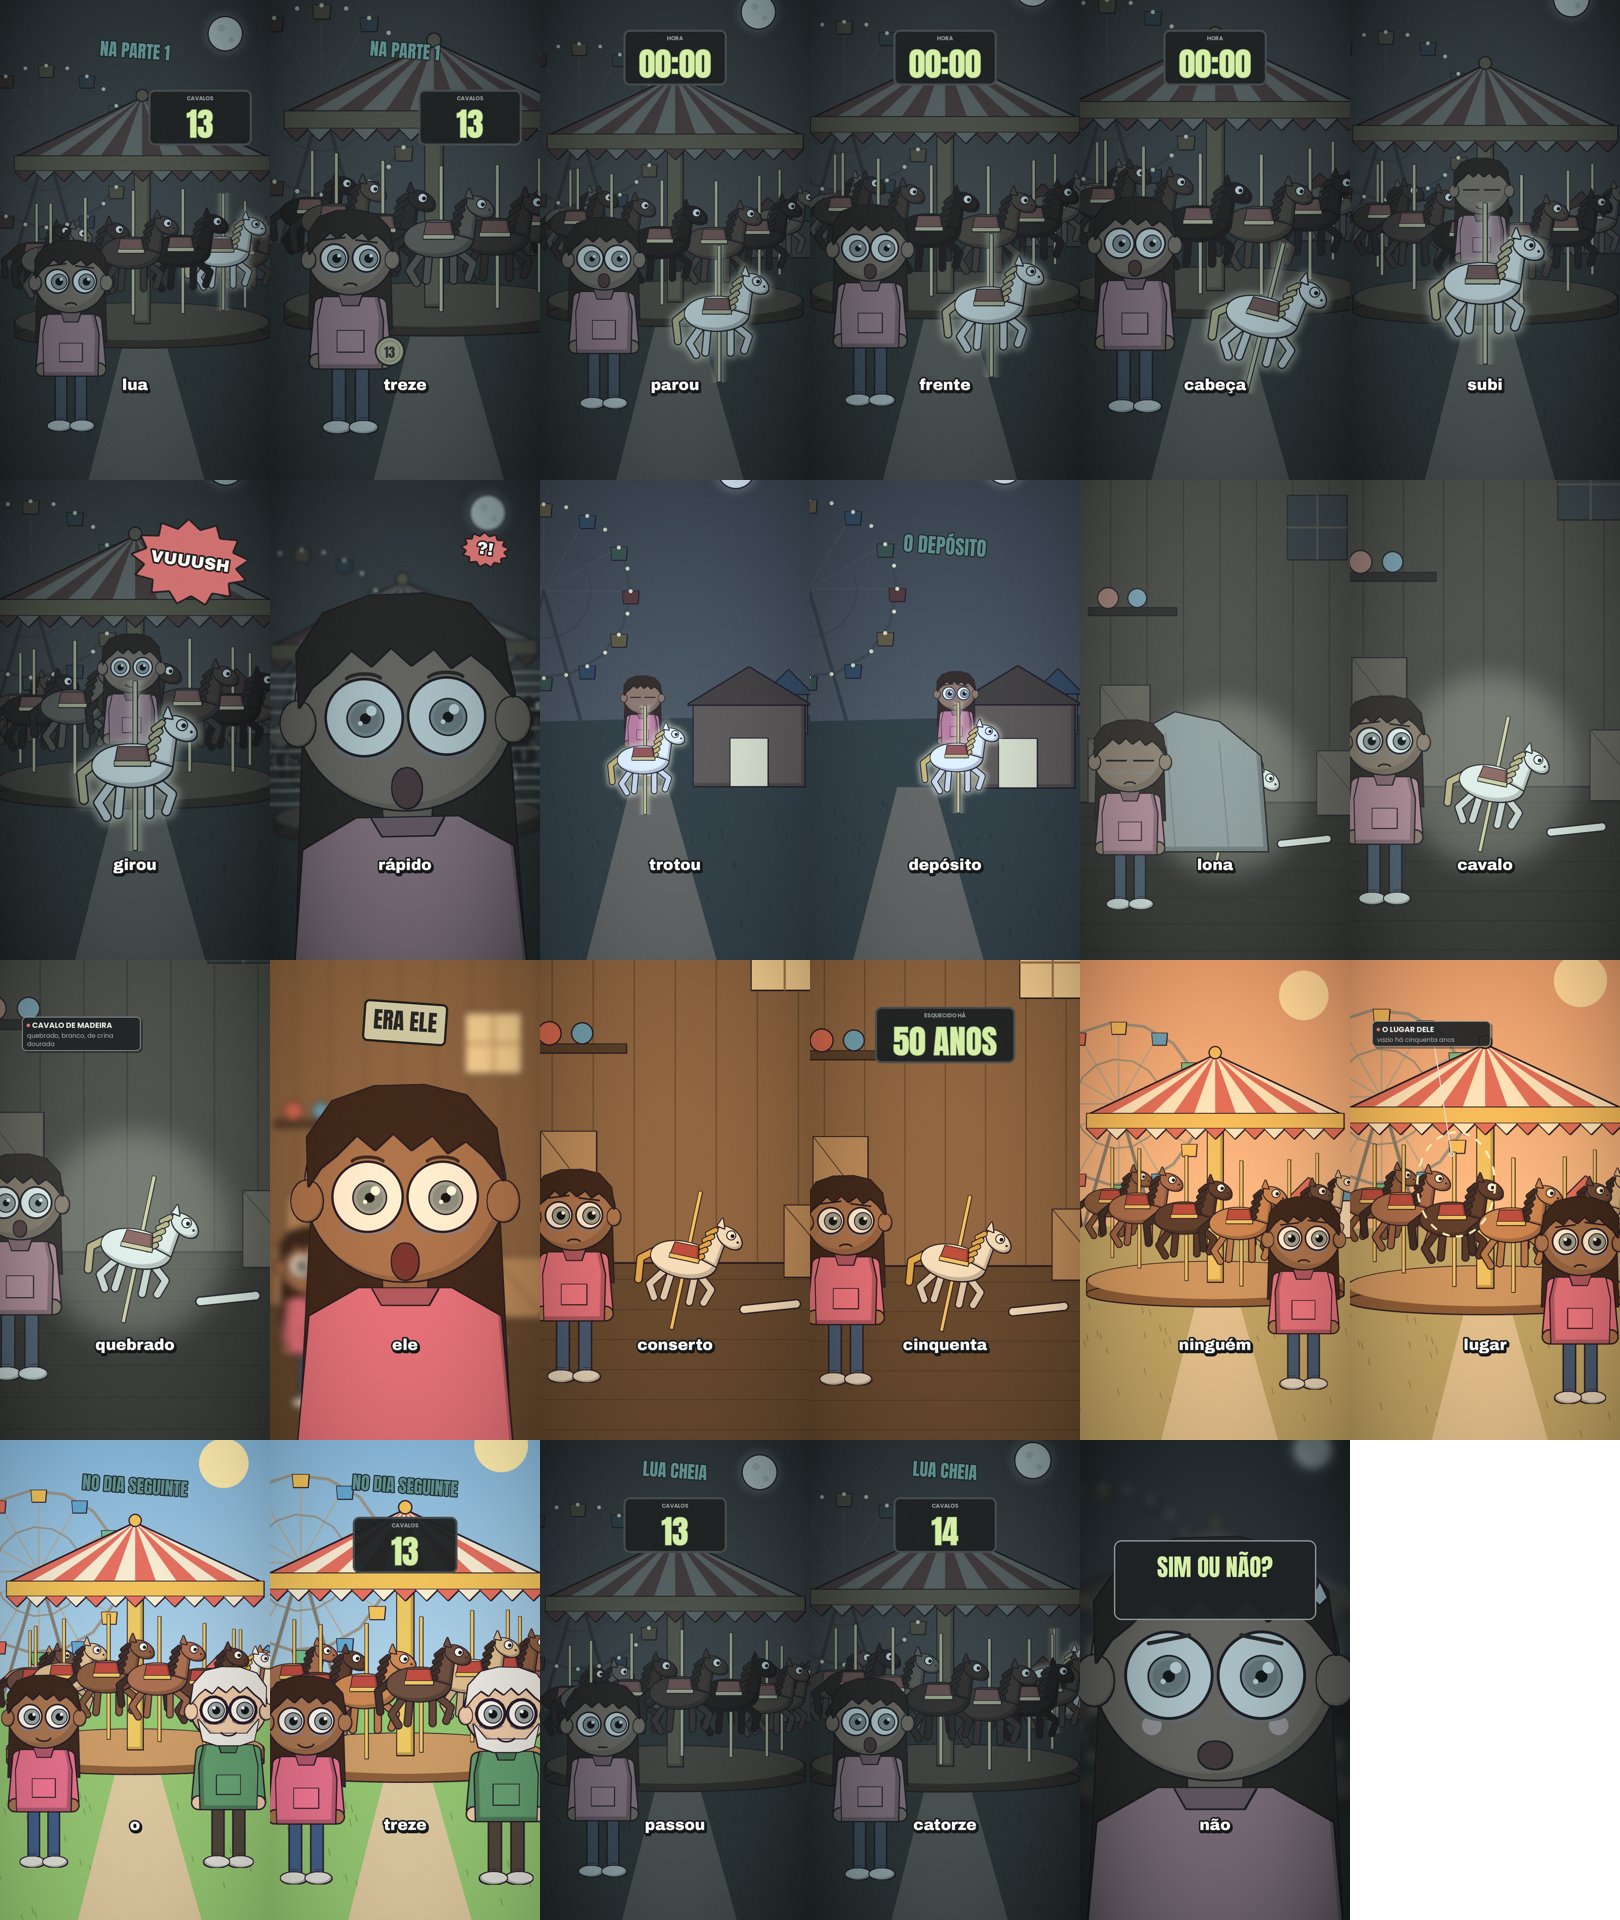 NA PARTE 1
CAVALOS
13
lua
NA PARTE 1
CAVALOS
13
13
treze
HORA
00:00
parou
HORA
00:00
frente
HORA
00:00
cabeça
subi
VUUUSH
girou
?!
rápido
trotou
O DEPÓSITO
depósito
lona
cavalo
CAVALO DE MADEIRA
quebrado, branco, de crina
dourada
quebrado
ERA ELE
ele
conserto
ESQUECIDO HÁ
50 ANOS
cinquenta
ninguém
O LUGAR DELE
vazio há cinquenta anos
lugar
NO DIA SEGUINTE
o
NO DIA SEGUINTE
CAVALOS
13
treze
LUA CHEIA
CAVALOS
13
passou
LUA CHEIA
CAVALOS
14
catorze
SIM OU NÃO?
não